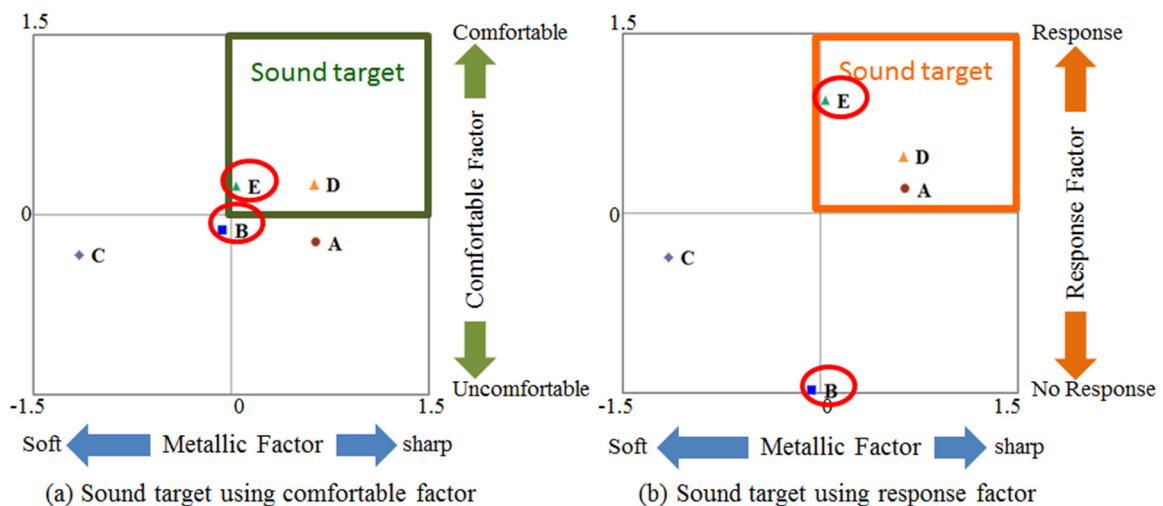 1.5
Comfortable
Sound target
E
D
0
B
A
C
Comfortable Factor
Uncomfortable
-1.5
0
1.5
Soft
Metallic Factor
sharp
(a) Sound target using comfortable factor
1.5
Response
Sound target
E
D
A
0
C
B
Response Factor
No Response
-1.5
0
1.5
Soft
Metallic Factor
sharp
(b) Sound target using response factor